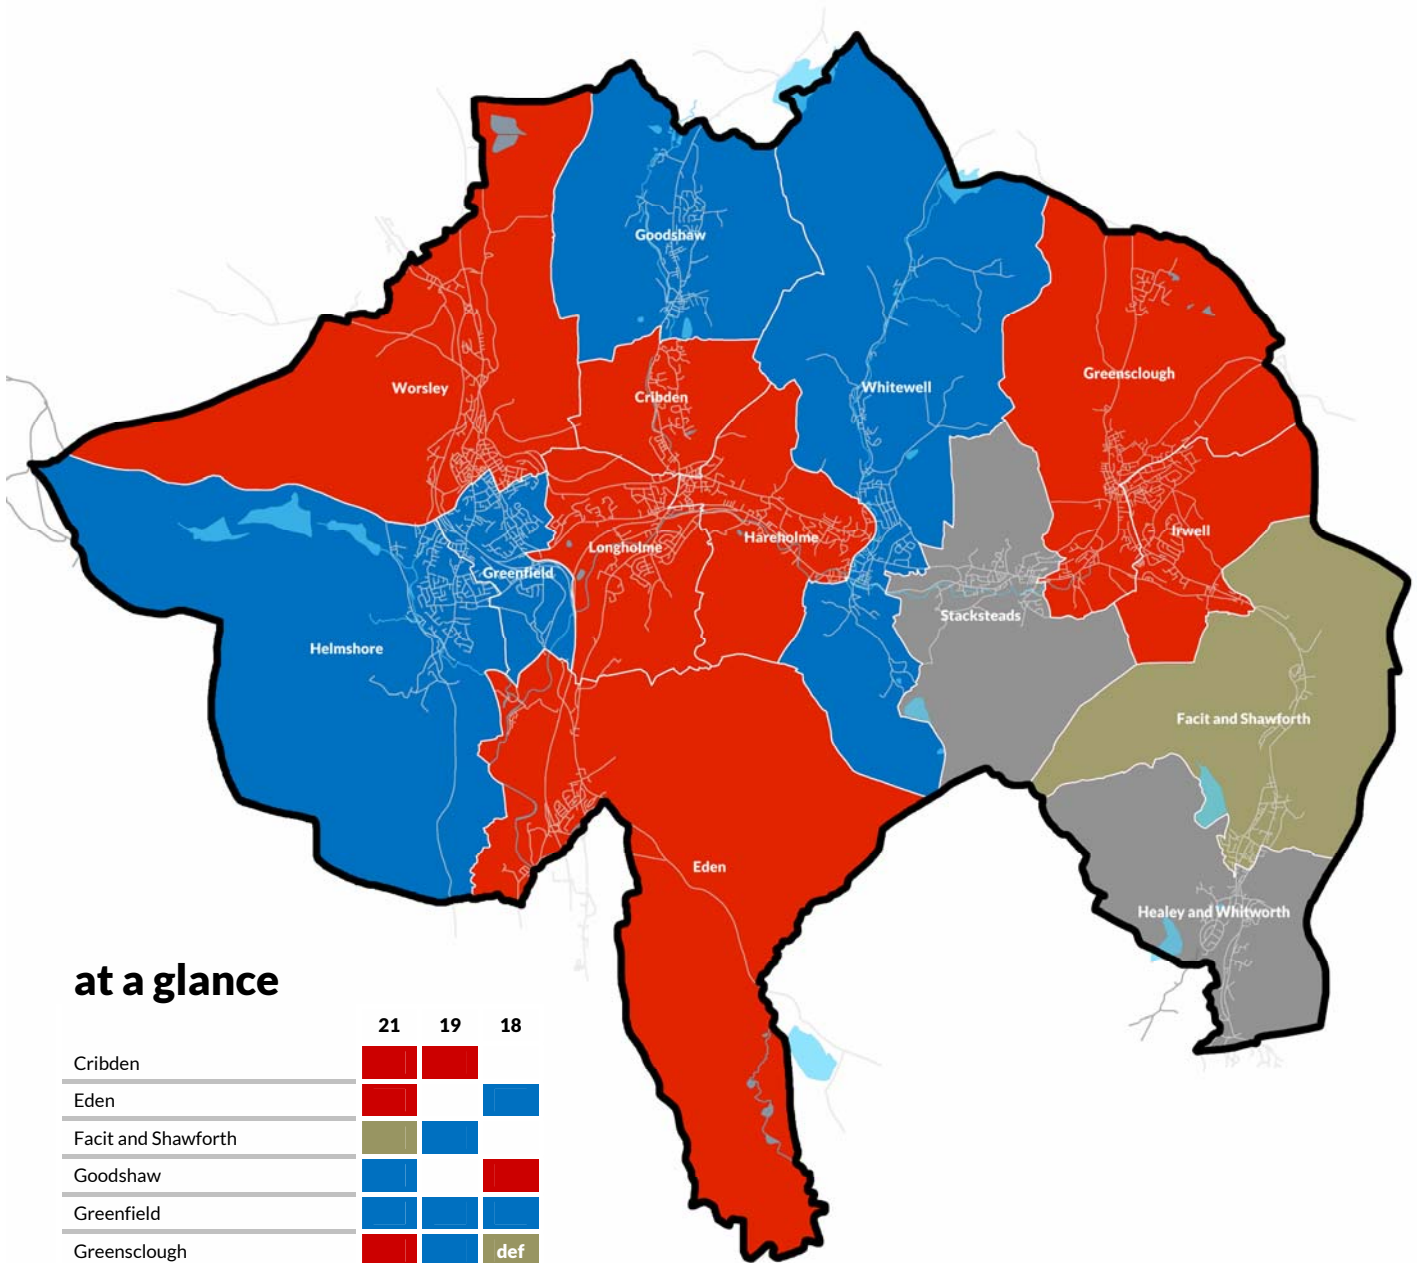 Goodshaw
Worsley
Cribden
Whitewell
Greensclough
Longholme
Hareholme
Irwell
Greenfield
Stacksteads
Helmshore
Facit and Shawforth
Eden
Healey and Whitworth
at a glance
21 19 18
Cribden
Eden
Facit and Shawforth
Goodshaw
Greenfield
Greensclough def